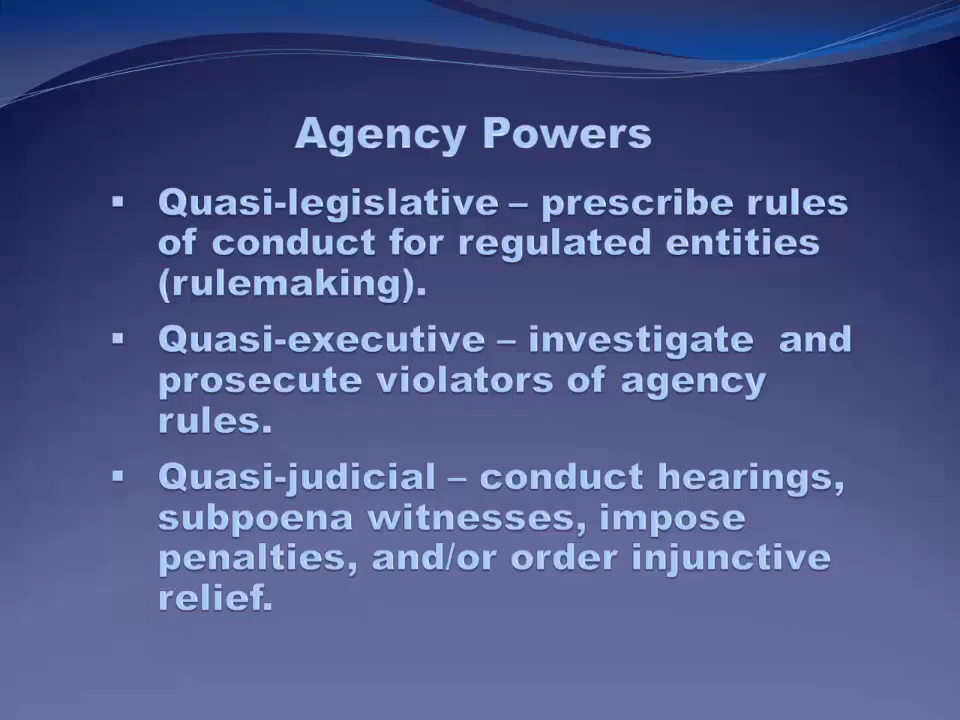 Agency Powers
▪ Quasi-legislative – prescribe rules
of conduct for regulated entities
(rulemaking).
▪ Quasi-executive – investigate  and
prosecute violators of agency
rules.
▪ Quasi-judicial – conduct hearings,
subpoena witnesses, impose
penalties, and/or order injunctive
relief.